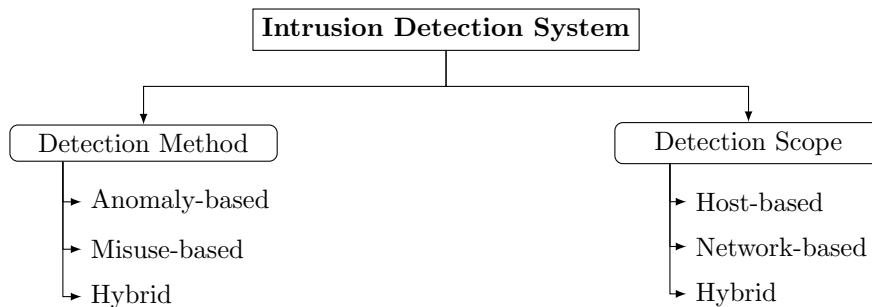 Intrusion Detection System
Detection Method
Anomaly-based
Misuse-based
Hybrid
Detection Scope
Host-based
Network-based
Hybrid